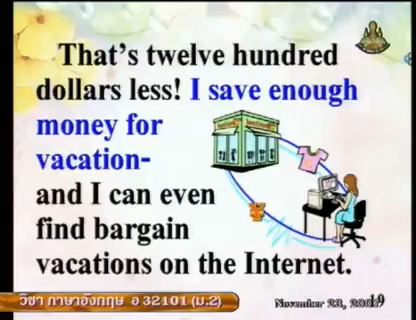 That's twelve hundred
dollars less! I save enough
money for
vacation-
and I can even
find bargain
vacations on the Internet.
วิชา ภาษาอังกฤษ อ 32101 (ม.2)
November 23,
19